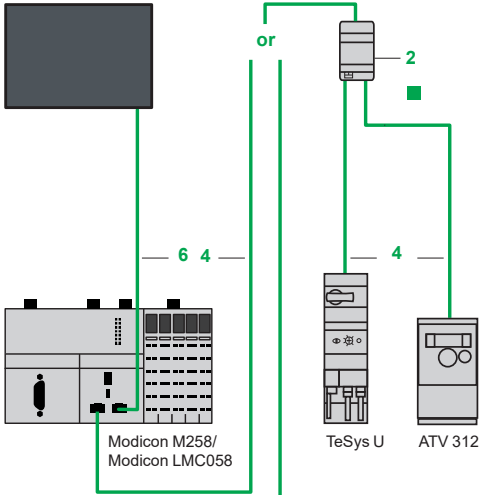 or
2
6 4
4
Modicon M258/
Modicon LMC058
TeSys U
ATV 312